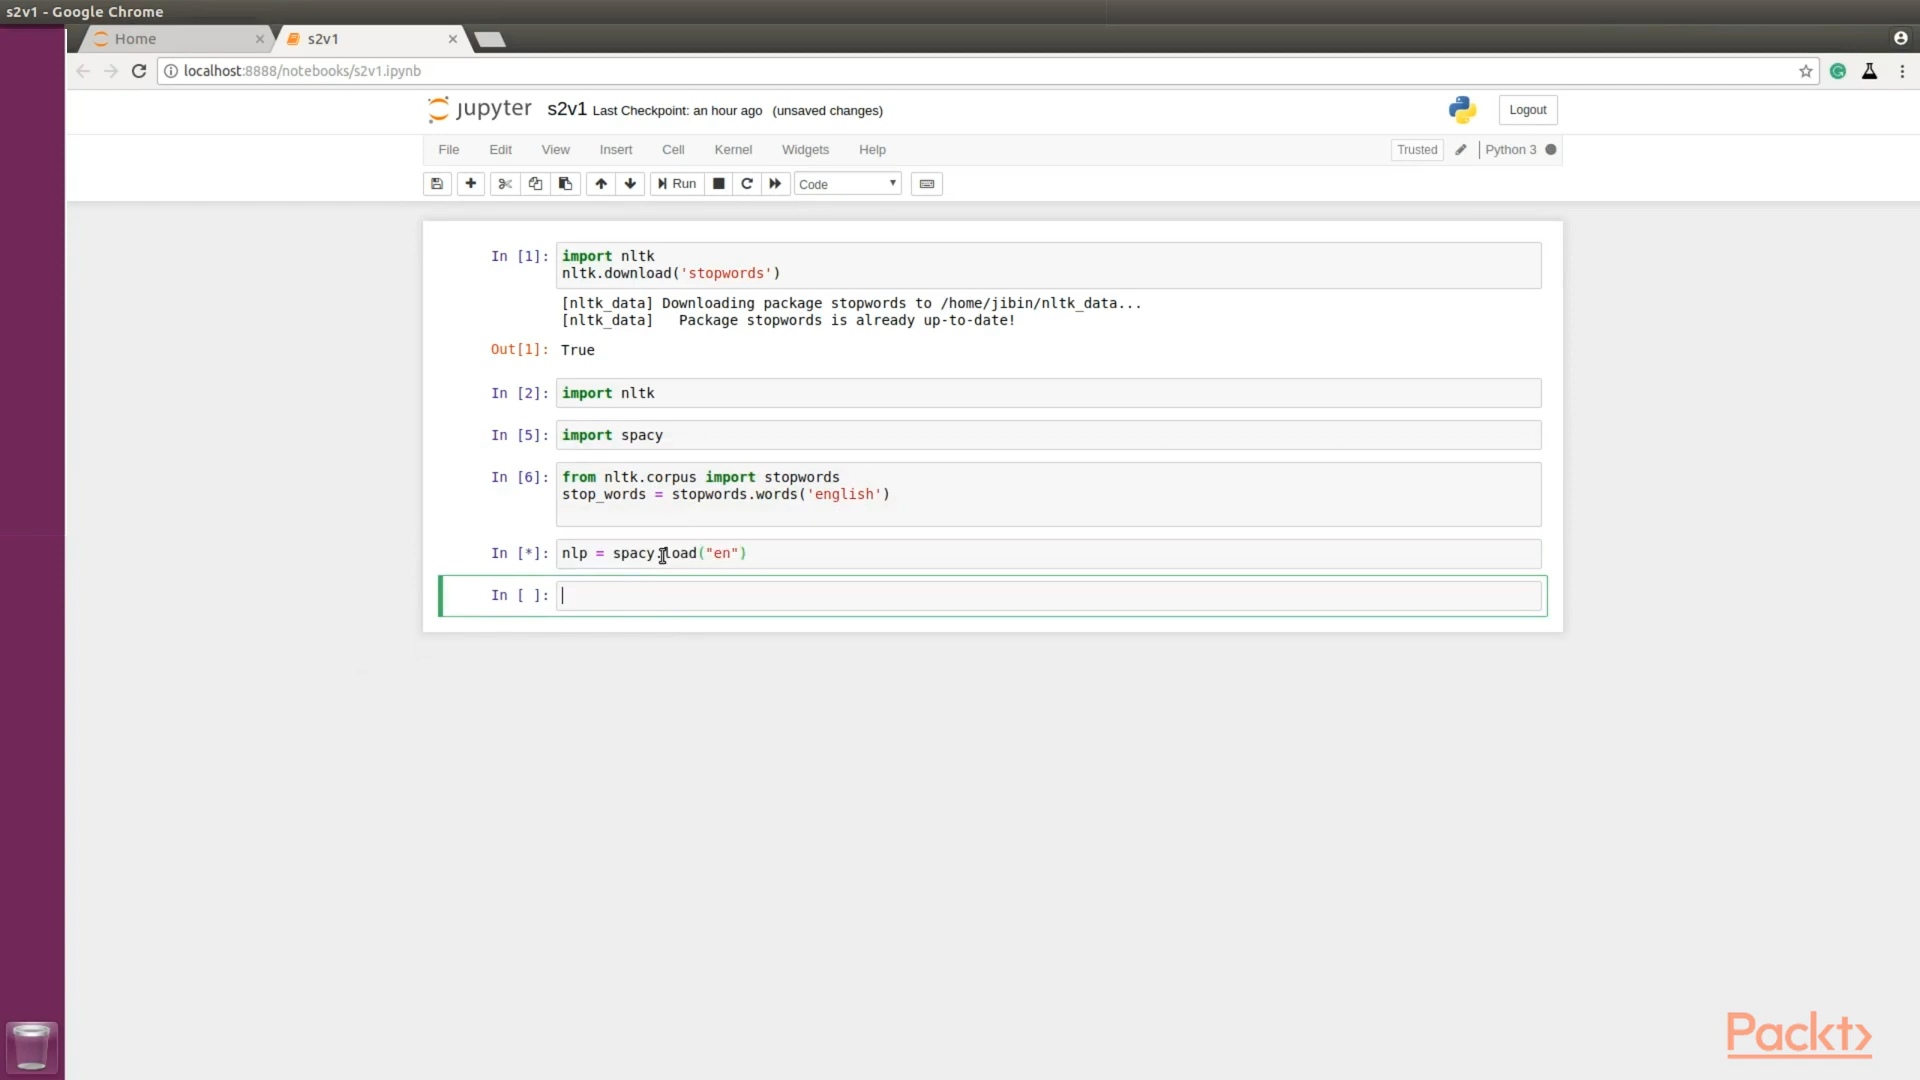 s2v1 - Google Chrome
Home
s2v1
localhost:8888/notebooks/s2v1.ipynb
jupyter s2v1 Last Checkpoint: an hour ago (unsaved changes)
Logout
File Edit View Insert Cell Kernel Widgets Help
Trusted
Python 3
Run
Code
In [1]: import nltk
nltk.download('stopwords')
[nltk_data] Downloading package stopwords to /home/jibin/nltk_data...
[nltk_data]   Package stopwords is already up-to-date!
Out[1]: True
In [2]: import nltk
In [5]: import spacy
In [6]: from nltk.corpus import stopwords
stop_words = stopwords.words('english')
In [*]: nlp = spacy.load("en")
In [ ]:
Packt>